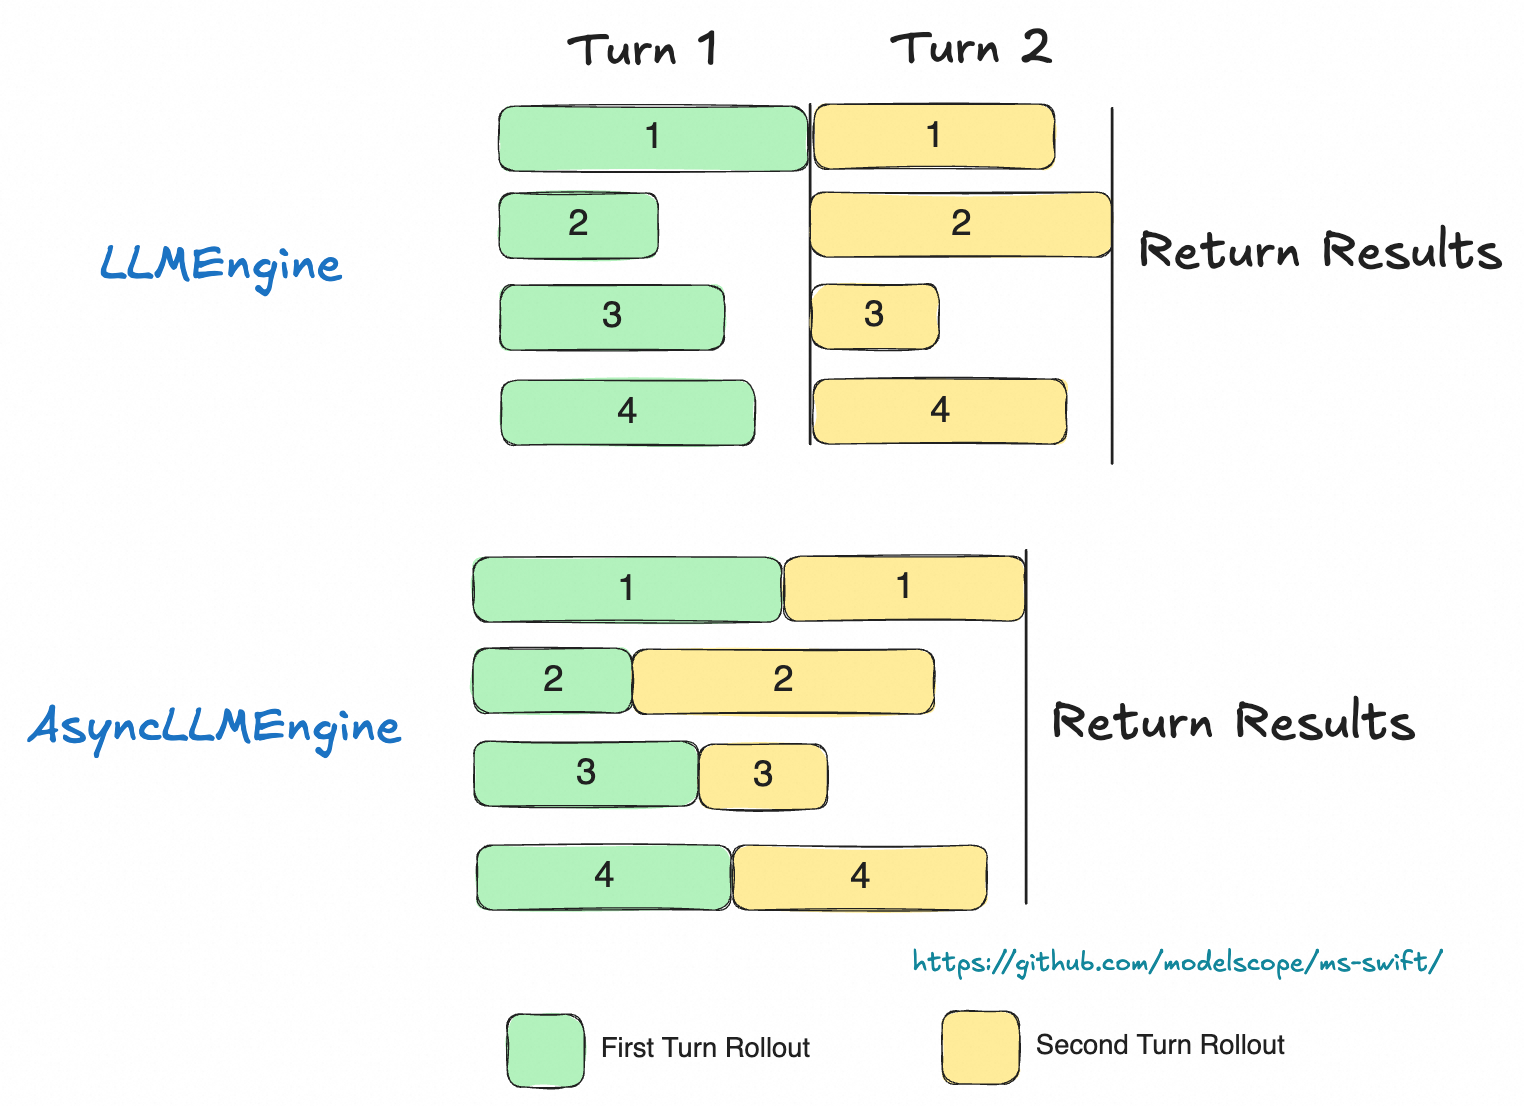 Turn 1
Turn 2
1
1
2
2
LLMEngine
Return Results
3
3
4
4
1
1
2
2
AsyncLLMEngine
Return Results
3
3
4
4
https://github.com/modelscope/ms-swift/
First Turn Rollout
Second Turn Rollout